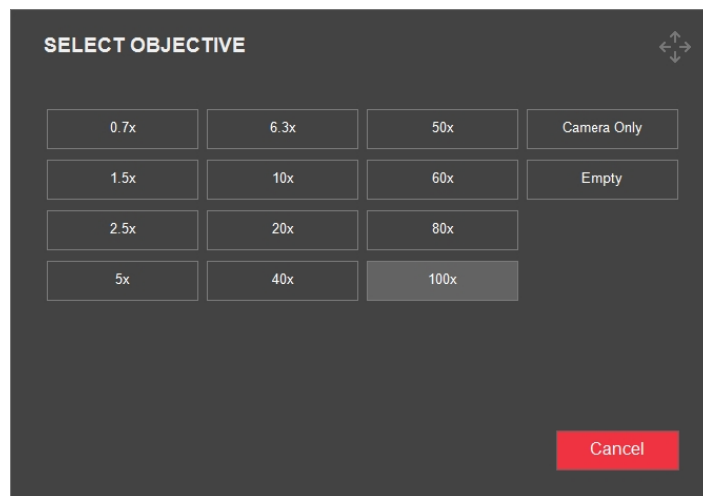 SELECT OBJECTIVE
0.7x 6.3x 50x Camera Only
1.5x 10x 60x Empty
2.5x 20x 80x
5x 40x 100x
Cancel